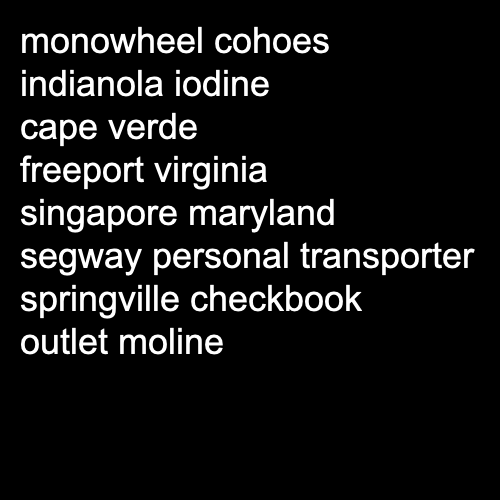 monowheel cohoes
indianola iodine
cape verde
freeport virginia
singapore maryland
segway personal transporter
springville checkbook
outlet moline